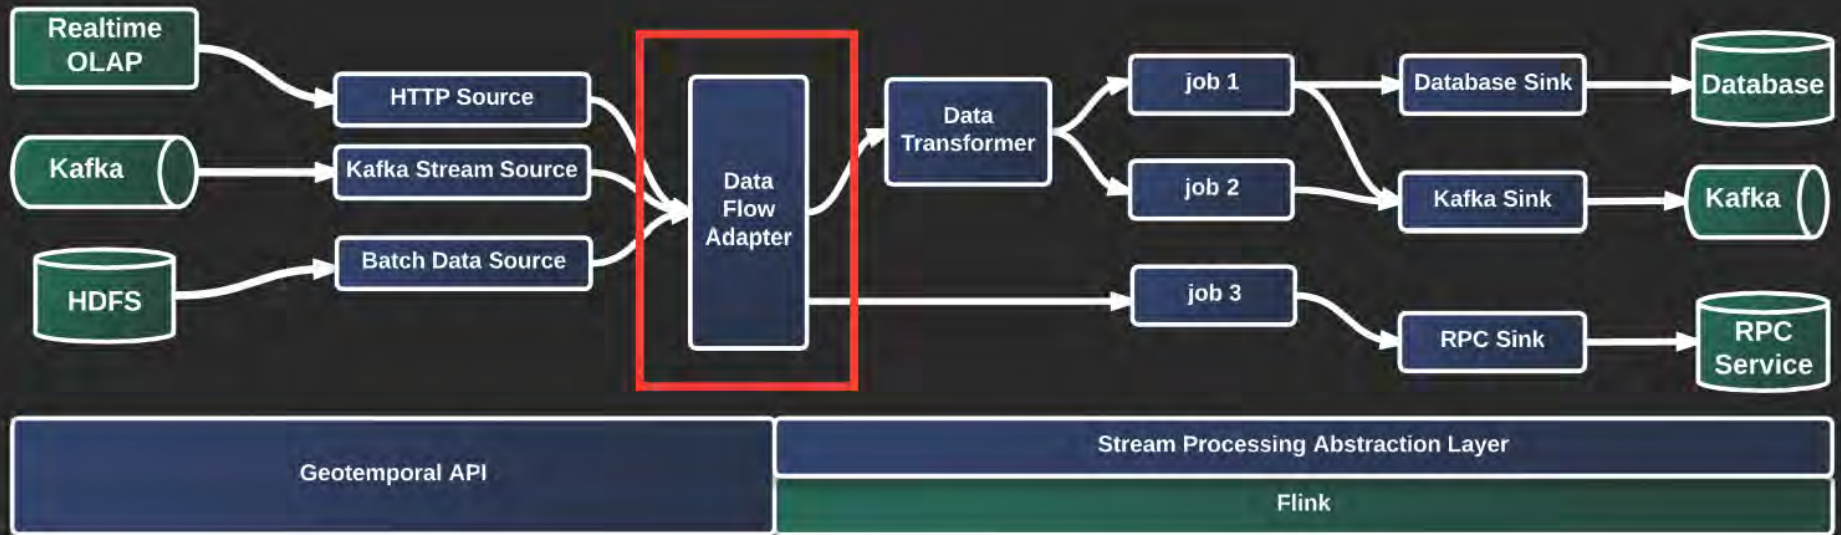 Realtime
OLAP
HTTP Source
Kafka
Kafka Stream Source
HDFS
Batch Data Source
Data
Flow
Adapter
Data
Transformer
job 1
job 2
job 3
Database Sink
Kafka Sink
RPC Sink
Database
Kafka
RPC
Service
Geotemporal API
Stream Processing Abstraction Layer
Flink